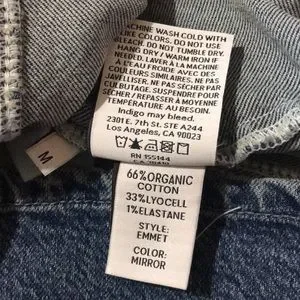 MACHINE WASH COLD WITH
LIKE COLORS. DO NOT USE
BLEACH. DO NOT TUMBLE DRY.
HANG DRY / WARM IRON IF
NEEDED. LAVER À LA MACHINE
À L'EAU FROIDE AVEC DES
COULEURS SIMILAIRES. NE PAS
JAVELLISER. NE PAS SÉCHER PAR
CULBUTAGE. SUSPENDRE POUR
SÉCHER / REPASSER À MOYENNE
TEMPÉRATURE AU BESOIN.
Indigo may bleed.
2301 E. 7th St. STE A244
Los Angeles, CA 90023
RN 155144
M
66% ORGANIC
COTTON
33% LYOCELL
1% ELASTANE
STYLE:
EMMET
COLOR:
MIRROR